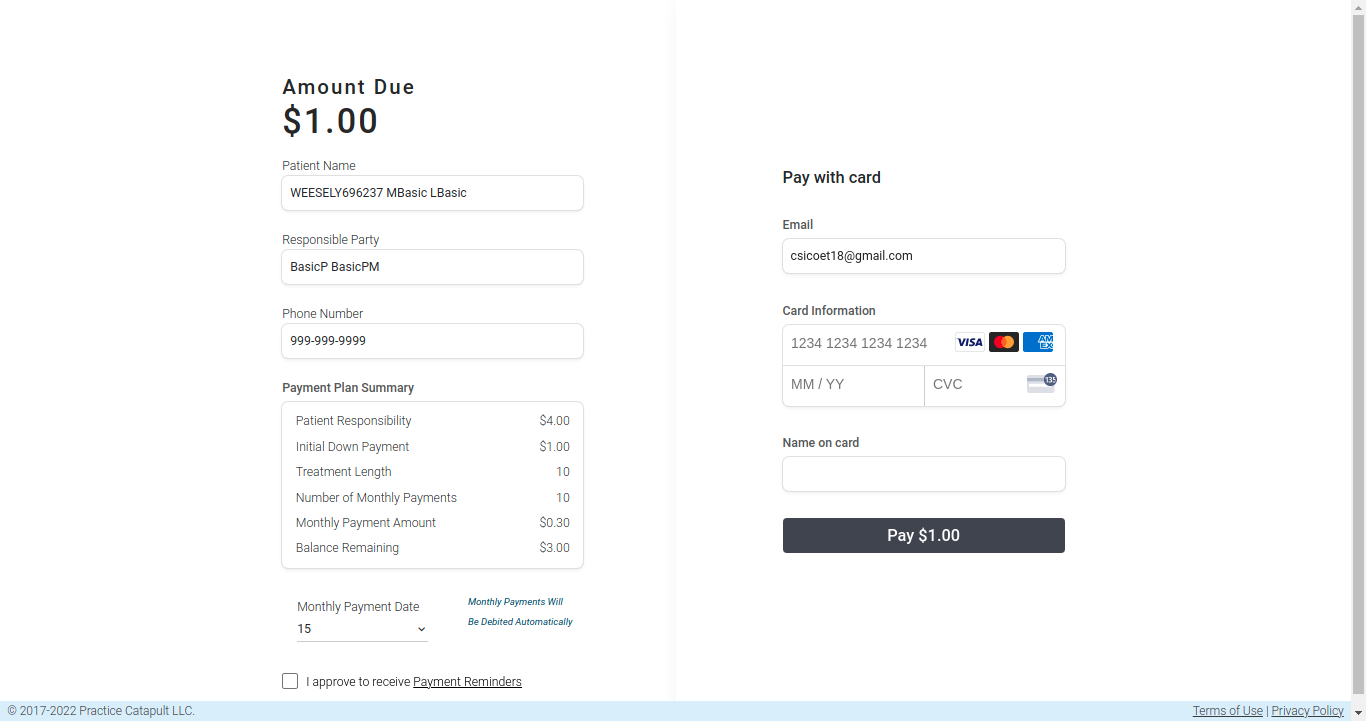 Amount Due
$1.00
Patient Name
WEESELY696237 MBasic LBasic
Responsible Party
BasicP BasicPM
Phone Number
999-999-9999
Payment Plan Summary
Patient Responsibility $4.00
Initial Down Payment $1.00
Treatment Length 10
Number of Monthly Payments 10
Monthly Payment Amount $0.30
Balance Remaining $3.00
Monthly Payment Date
15
Monthly Payments Will
Be Debited Automatically
I approve to receive Payment Reminders
Pay with card
Email
csicoet18@gmail.com
Card Information
1234 1234 1234 1234 VISA AM EX
MM / YY CVC 135
Name on card
Pay $1.00
© 2017-2022 Practice Catapult LLC. Terms of Use | Privacy Policy